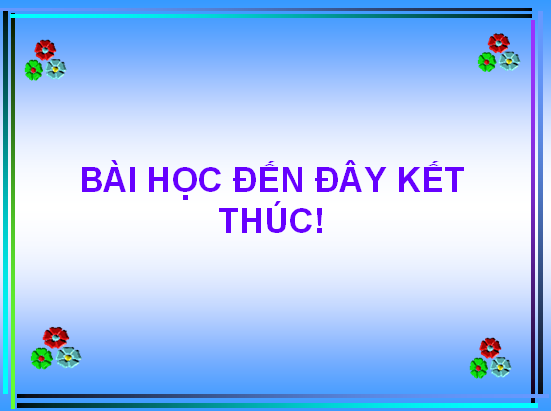 BÀI HỌC ĐẾN ĐÂY KẾT
THÚC!